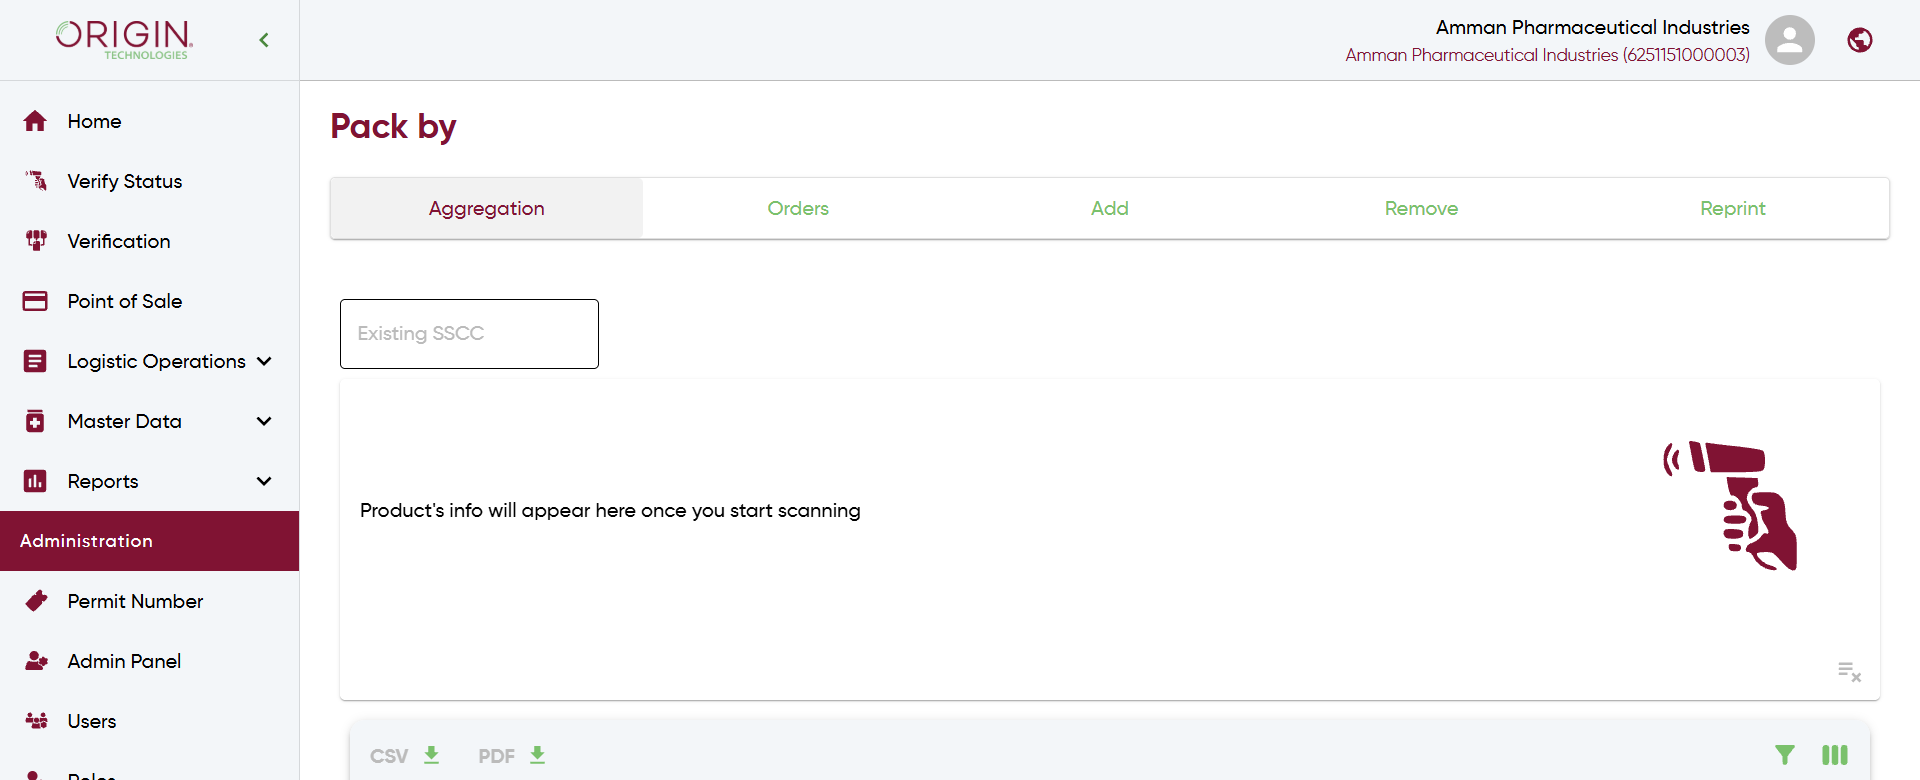 ORIGIN
TECHNOLOGIES
Amman Pharmaceutical Industries
Amman Pharmaceutical Industries (6251151000003)
Home
Verify Status
Verification
Point of Sale
Logistic Operations
Master Data
Reports
Administration
Permit Number
Admin Panel
Users
Roles
Pack by
Aggregation Orders Add Remove Reprint
Existing SSCC
Product's info will appear here once you start scanning
CSV PDF